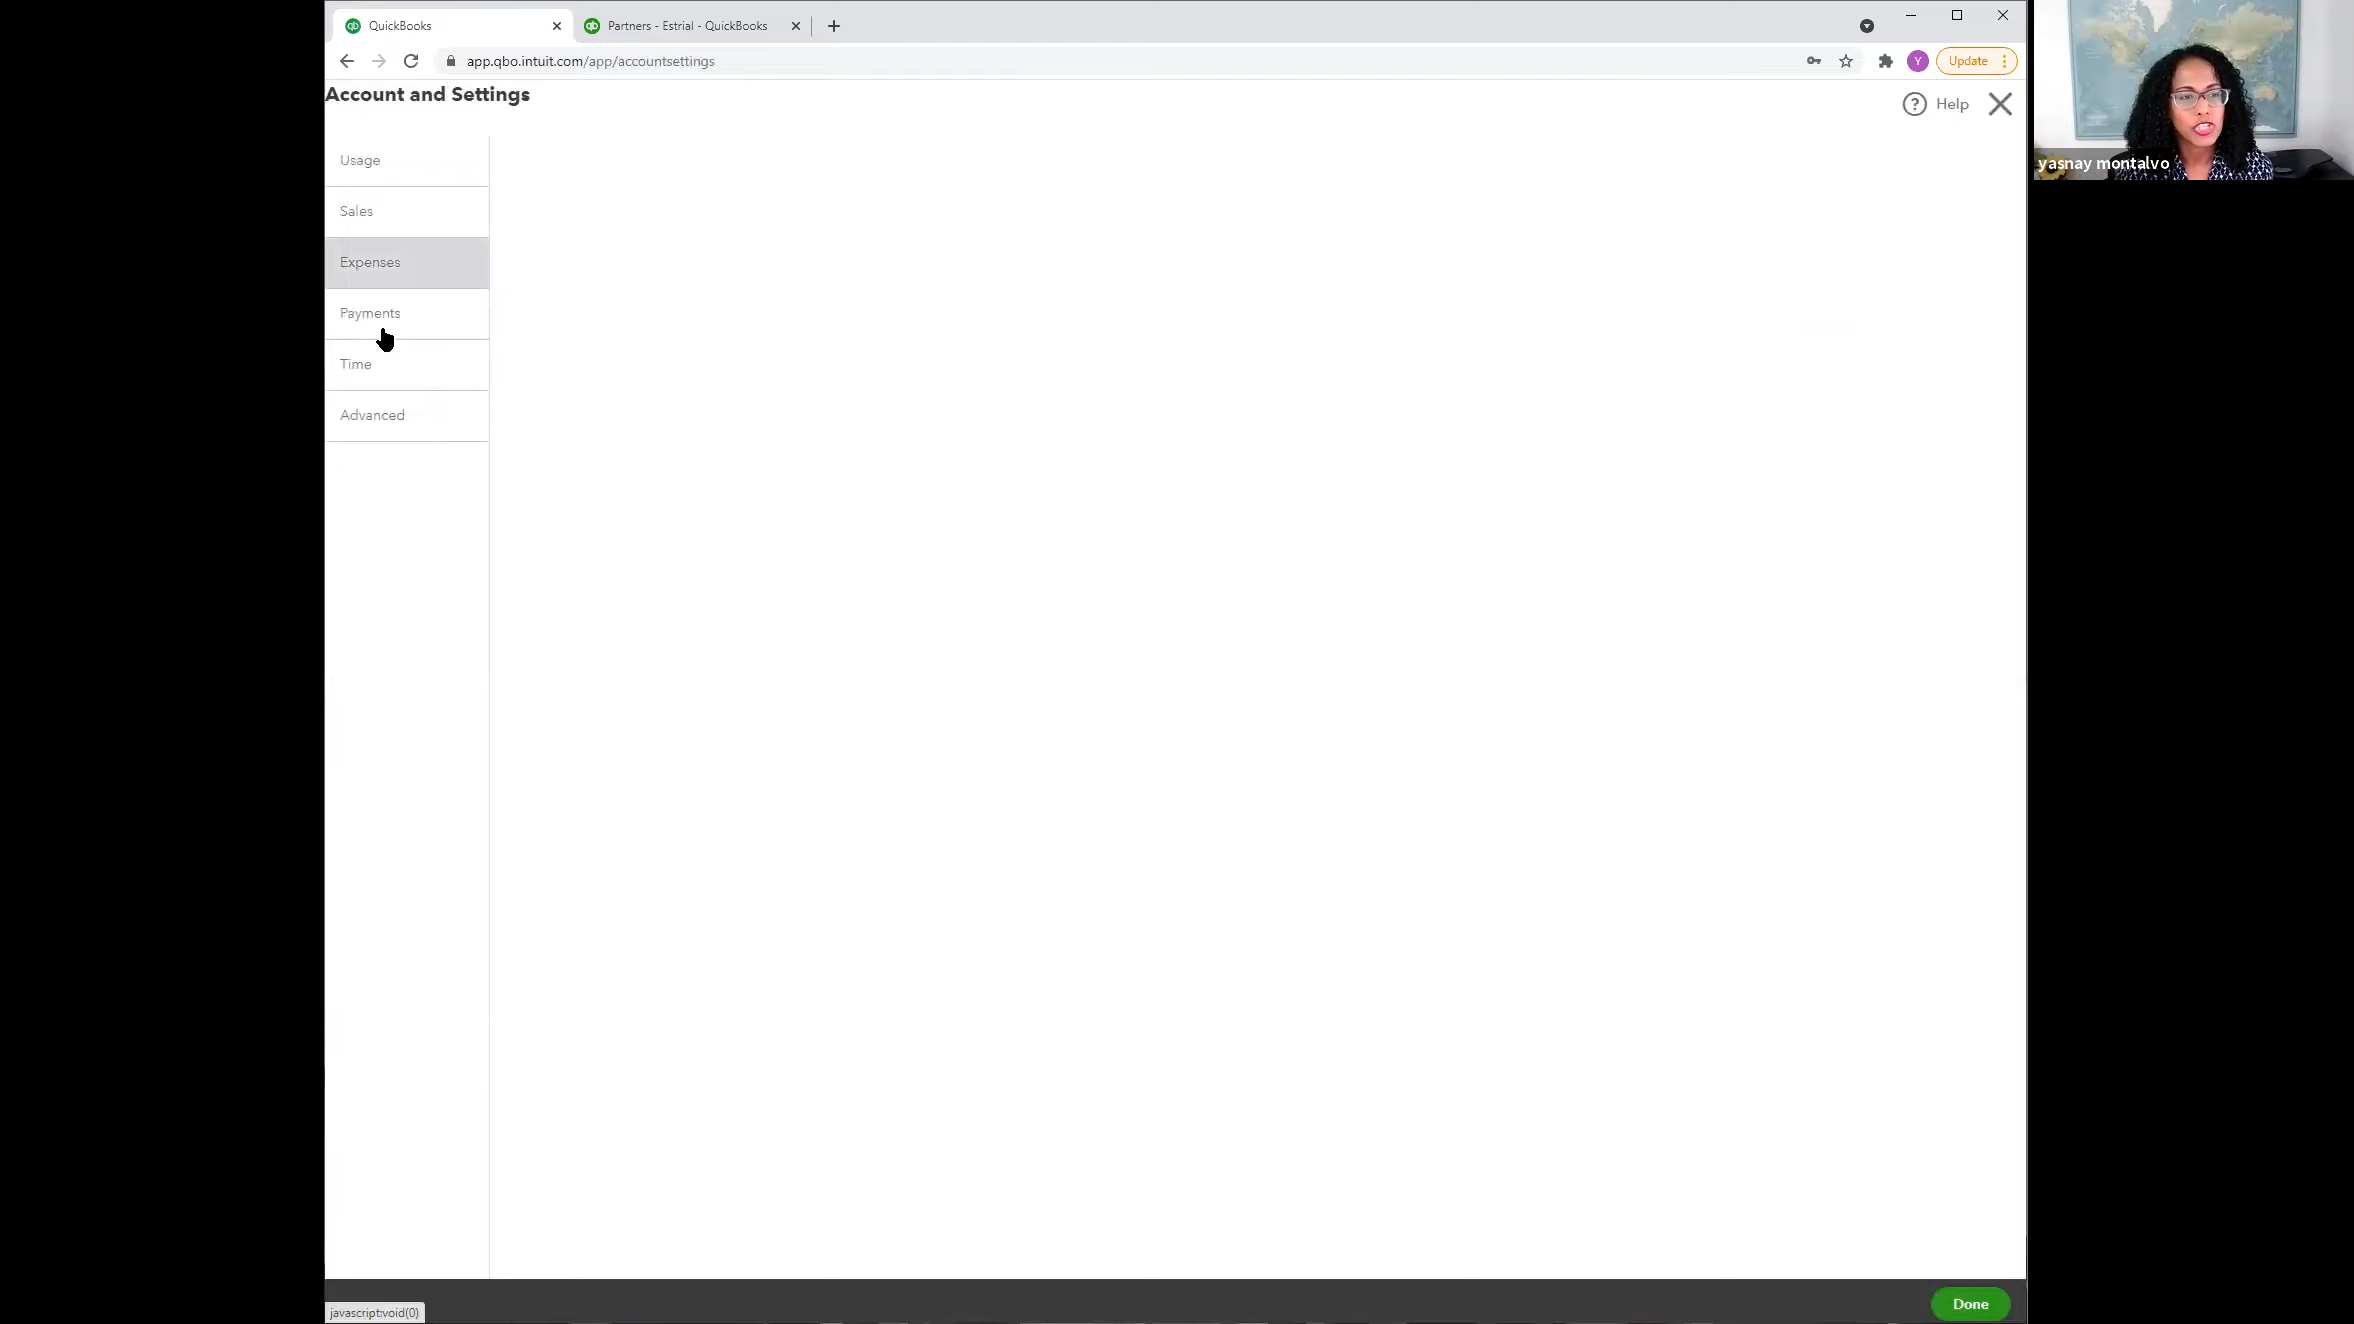 QuickBooks
Partners - Estrial - QuickBooks
app.qbo.intuit.com/app/accountsettings
Y
Update
Account and Settings
Help
Usage
Sales
Expenses
Payments
Time
Advanced
Done
javascript:void(0)
yasnay montalvo